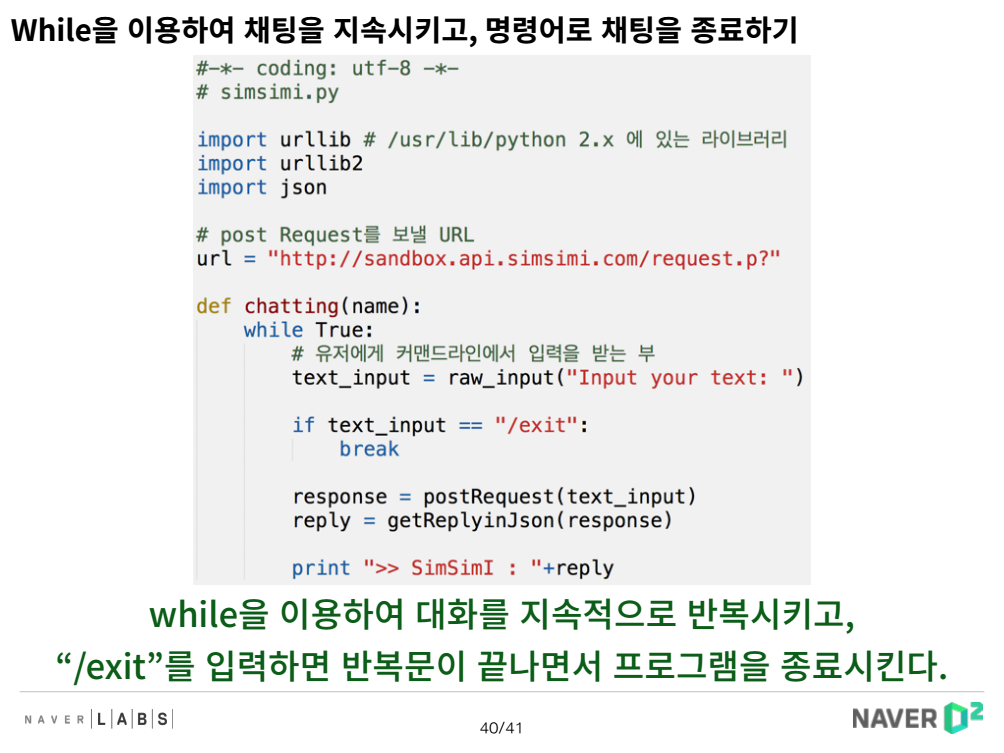 While을 이용하여 채팅을 지속시키고, 명령어로 채팅을 종료하기
#-*- coding: utf-8 -*-
# simsimi.py
import urllib # /usr/lib/python 2.x 에 있는 라이브러리
import urllib2
import json
# post Request를 보낼 URL
url = "http://sandbox.api.simsimi.com/request.p?"
def chatting(name):
while True:
# 유저에게 커맨드라인에서 입력을 받는 부
text_input = raw_input("Input your text: ")
if text_input == "/exit":
break
response = postRequest(text_input)
reply = getReplyinJson(response)
print ">> SimSimI : "+reply
while을 이용하여 대화를 지속적으로 반복시키고,
“/exit”를 입력하면 반복문이 끝나면서 프로그램을 종료시킨다.
NAVER LABS
40/41
NAVER D2